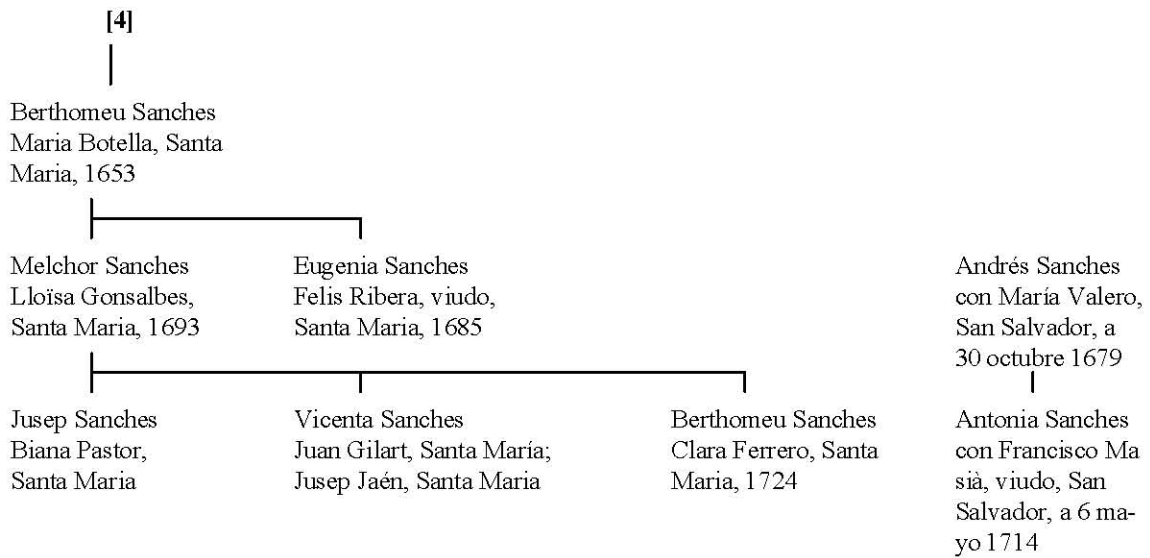 [4]
Berthomeu Sanches
Maria Botella, Santa
Maria, 1653
Melchor Sanches
Lloïsa Gonsalbes,
Santa Maria, 1693
Eugenia Sanches
Felis Ribera, viudo,
Santa Maria, 1685
Andrés Sanches
con María Valero,
San Salvador, a
30 octubre 1679
Jusep Sanches
Biana Pastor,
Santa Maria
Vicenta Sanches
Juan Gilart, Santa María;
Jusep Jaén, Santa Maria
Berthomeu Sanches
Clara Ferrero, Santa
Maria, 1724
Antonia Sanches
con Francisco Ma
sià, viudo, San
Salvador, a 6 ma-
yo 1714